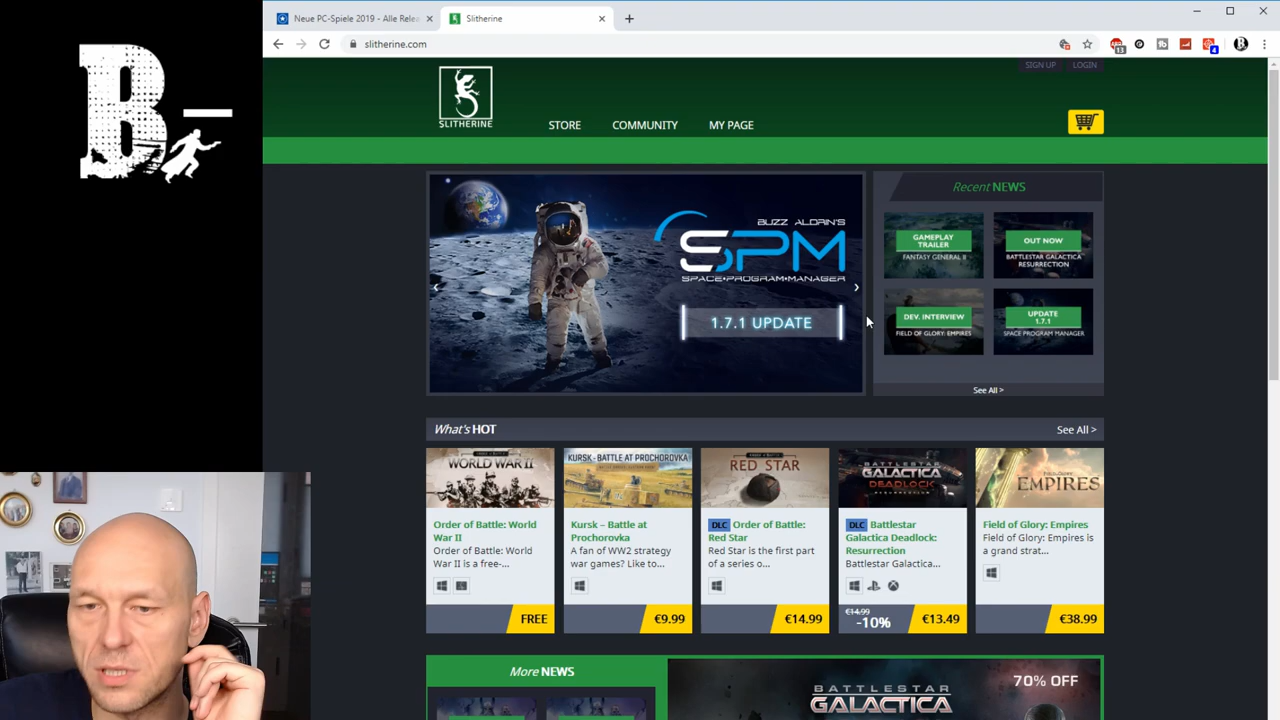 Neue PC-Spiele 2019 - Alle Relea
Slitherine
slitherine.com
13
4
B-
SIGN UP LOGIN
SLITHERINE
STORE COMMUNITY MY PAGE
BUZZ ALDRIN'S
SPM
SPACE PROGRAM MANAGER
1.7.1 UPDATE
Recent NEWS
GAMEPLAY
TRAILER
FANTASY GENERAL II
OUT NOW
BATTLESTAR GALACTICA
RESURRECTION
DEV. INTERVIEW
FIELD OF GLORY: EMPIRES
UPDATE
1.7.1
SPACE PROGRAM MANAGER
See All >
What's HOT
See All >
WORLD WAR II
KURSK - BATTLE AT PROCHOROVKA
RED STAR
BATTLESTAR
GALACTICA
DEADLOCK
RESURRECTION
EMPIRES
Order of Battle: World
War II
Order of Battle: World
War II is a free-...
FREE
Kursk – Battle at
Prochorovka
A fan of WW2 strategy
war games? Like to...
€9.99
DLC Order of Battle:
Red Star
Red Star is the first part
of a series o...
€14.99
DLC Battlestar
Galactica Deadlock:
Resurrection
Battlestar Galactica...
€14.99
-10%
€13.49
Field of Glory: Empires
Field of Glory: Empires is
a grand strat...
€38.99
More NEWS
BATTLESTAR
GALACTICA
70% OFF